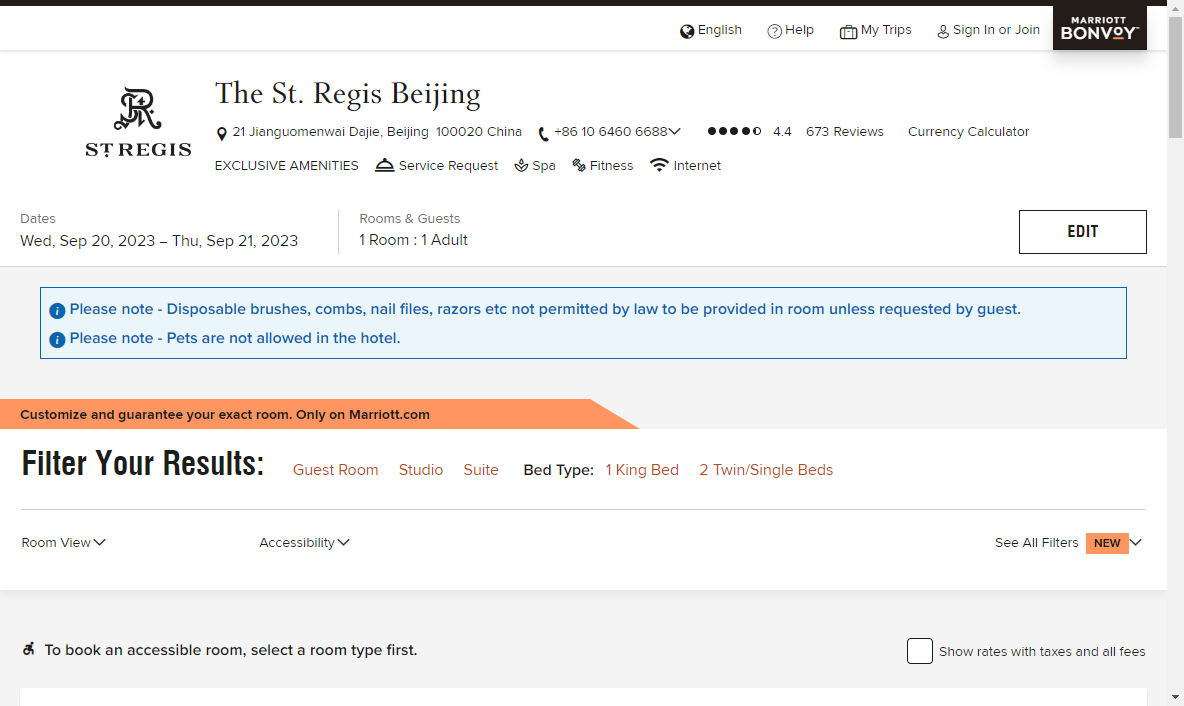 English
Help
My Trips
Sign In or Join
MARRIOTT
BONVOY™
ST REGIS
The St. Regis Beijing
21 Jianguomenwai Dajie, Beijing 100020 China
+86 10 6460 6688
4.4
673 Reviews
Currency Calculator
EXCLUSIVE AMENITIES
Service Request
Spa
Fitness
Internet
Dates
Wed, Sep 20, 2023 – Thu, Sep 21, 2023
Rooms & Guests
1 Room : 1 Adult
EDIT
Please note - Disposable brushes, combs, nail files, razors etc not permitted by law to be provided in room unless requested by guest.
Please note - Pets are not allowed in the hotel.
Customize and guarantee your exact room. Only on Marriott.com
Filter Your Results:
Guest Room
Studio
Suite
Bed Type:
1 King Bed
2 Twin/Single Beds
Room View
Accessibility
See All Filters
NEW
To book an accessible room, select a room type first.
Show rates with taxes and all fees